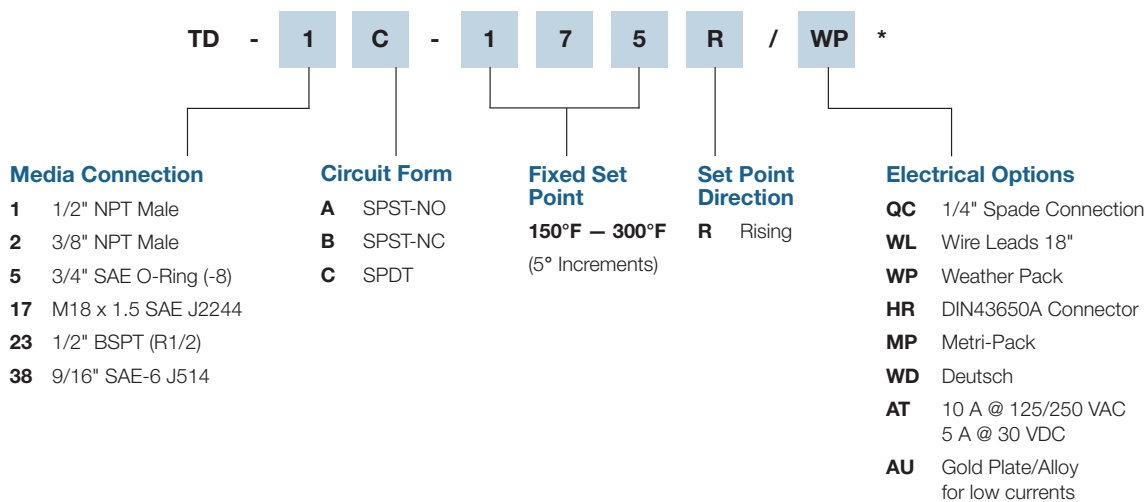 TD - 1 C - 1 7 5 R / WP *
Media Connection
1 1/2" NPT Male
2 3/8" NPT Male
5 3/4" SAE O-Ring (-8)
17 M18 x 1.5 SAE J2244
23 1/2" BSPT (R1/2)
38 9/16" SAE-6 J514
Circuit Form
A SPST-NO
B SPST-NC
C SPDT
Fixed Set
Point
150°F — 300°F
(5° Increments)
Set Point
Direction
R Rising
Electrical Options
QC 1/4" Spade Connection
WL Wire Leads 18"
WP Weather Pack
HR DIN43650A Connector
MP Metri-Pack
WD Deutsch
AT 10 A @ 125/250 VAC
5 A @ 30 VDC
AU Gold Plate/Alloy
for low currents